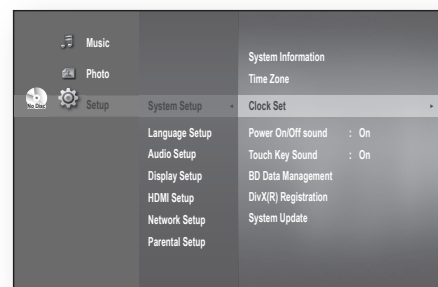 Music
Photo
No Disc
Setup
System Setup
Language Setup
Audio Setup
Display Setup
HDMI Setup
Network Setup
Parental Setup
System Information
Time Zone
Clock Set
Power On/Off sound : On
Touch Key Sound : On
BD Data Management
DivX(R) Registration
System Update